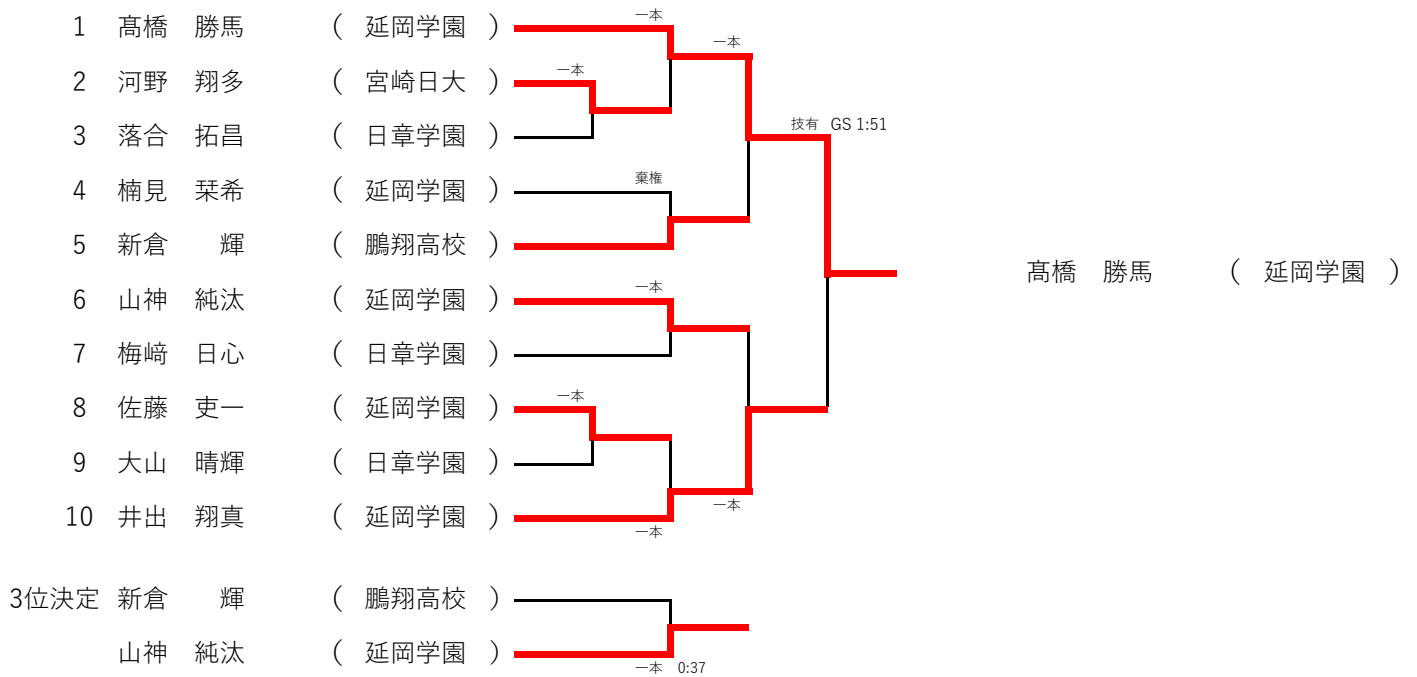 一本
1 髙橋 勝馬 ( 延岡学園 )
一本
2 河野 翔多 ( 宮崎日大 ) 一本
3 落合 拓昌 ( 日章学園 )
技有 GS 1:51
4 楠見 栞希 ( 延岡学園 ) 棄権
5 新倉 輝 ( 鵬翔高校 )
髙橋 勝馬 ( 延岡学園 )
6 山神 純汰 ( 延岡学園 ) 一本
7 梅﨑 日心 ( 日章学園 )
8 佐藤 吏一 ( 延岡学園 ) 一本
9 大山 晴輝 ( 日章学園 )
一本
10 井出 翔真 ( 延岡学園 )
一本
3位決定 新倉 輝 ( 鵬翔高校 )
山神 純汰 ( 延岡学園 )
一本 0:37